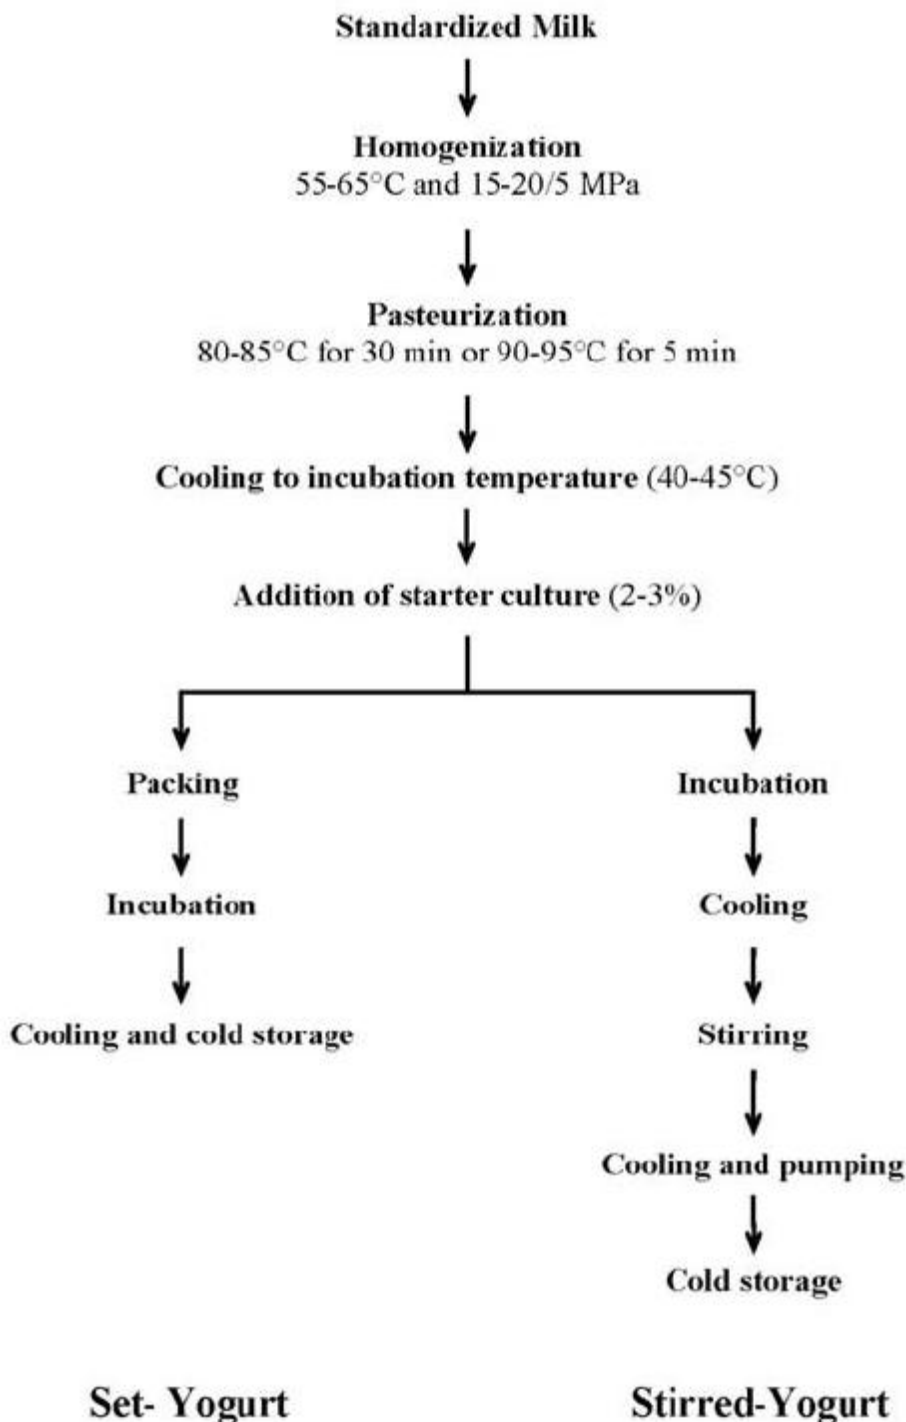 Standardized Milk
Homogenization
55-65°C and 15-20/5 MPa
Pasteurization
80-85°C for 30 min or 90-95°C for 5 min
Cooling to incubation temperature (40-45°C)
Addition of starter culture (2-3%)
Packing
Incubation
Cooling and cold storage
Incubation
Cooling
Stirring
Cooling and pumping
Cold storage
Set- Yogurt
Stirred-Yogurt